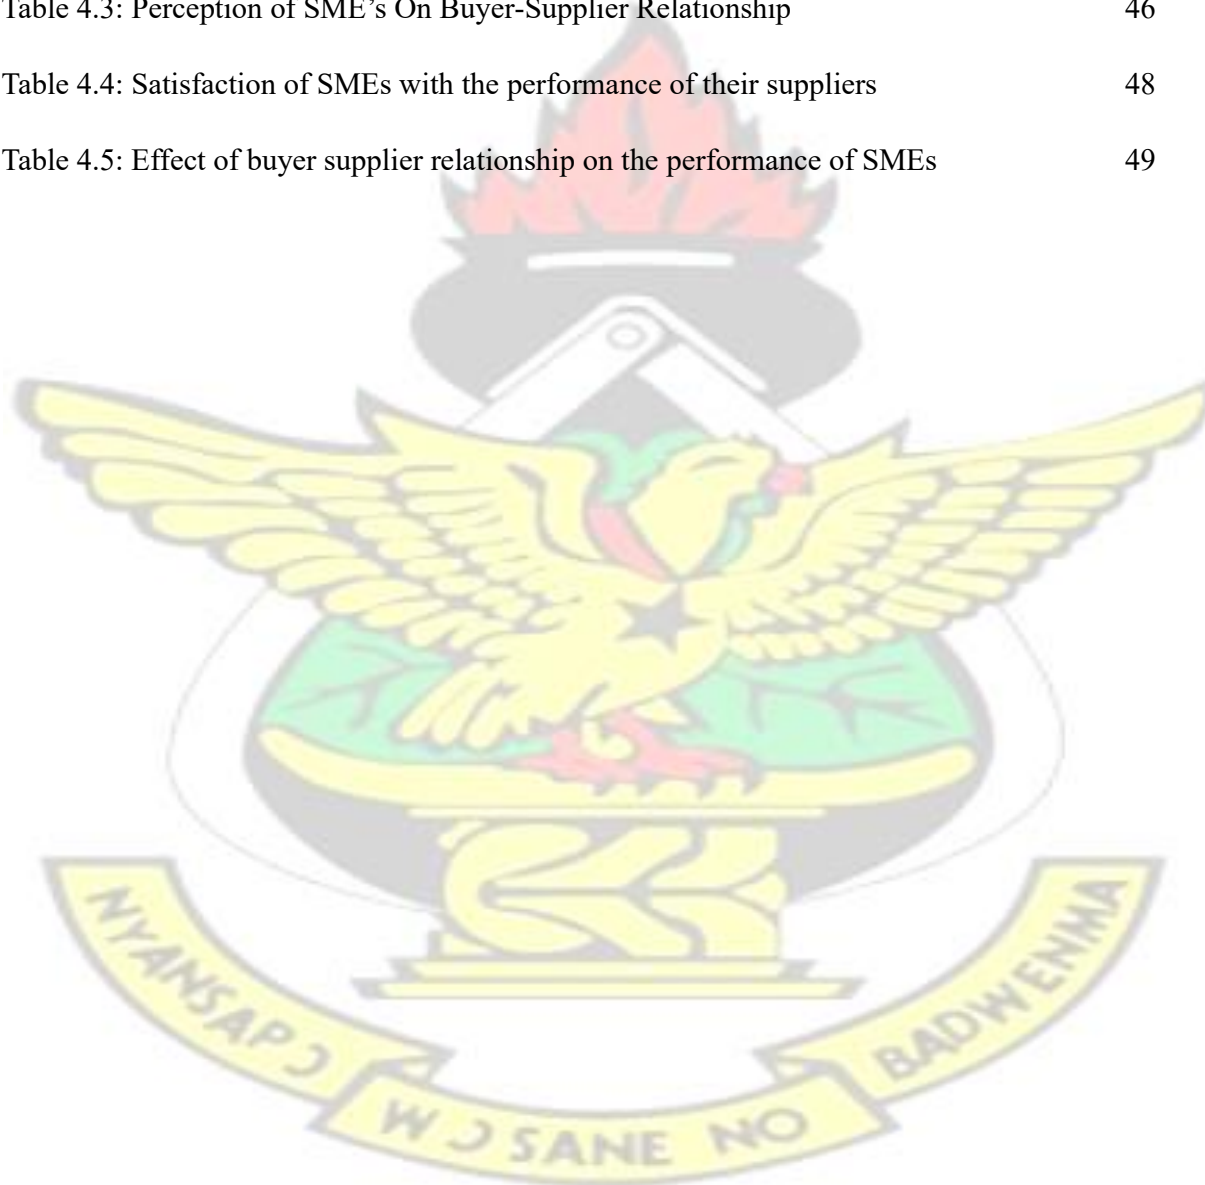 Table 4.3: Perception of SME’s On Buyer-Supplier Relationship 46
Table 4.4: Satisfaction of SMEs with the performance of their suppliers 48
Table 4.5: Effect of buyer supplier relationship on the performance of SMEs 49
NYANSAPƆ
WƆSANE NO
BADWENMA